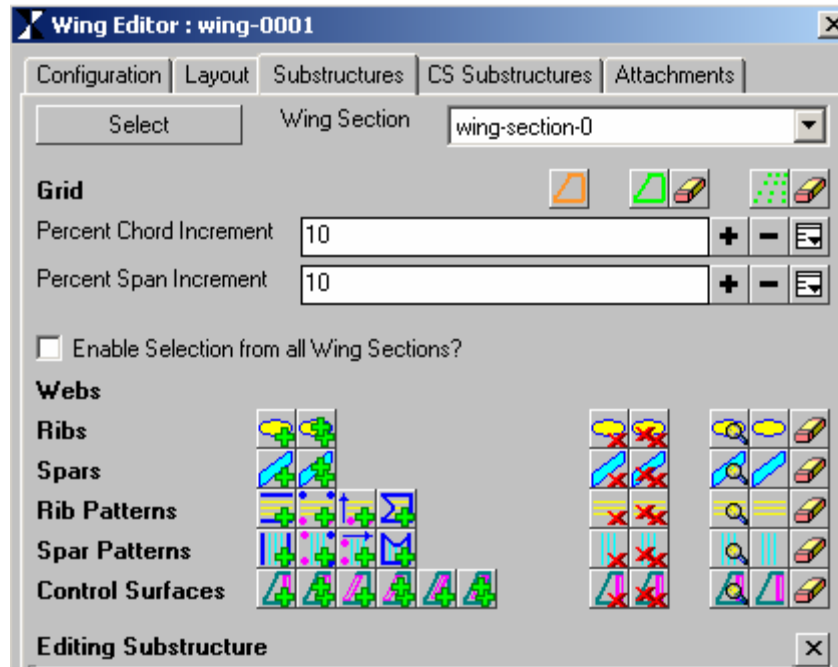 Wing Editor : wing-0001
Configuration Layout Substructures CS Substructures Attachments
Select Wing Section wing-section-0
Grid
Percent Chord Increment 10
Percent Span Increment 10
Enable Selection from all Wing Sections?
Webs
Ribs
Spars
Rib Patterns
Spar Patterns
Control Surfaces
Editing Substructure